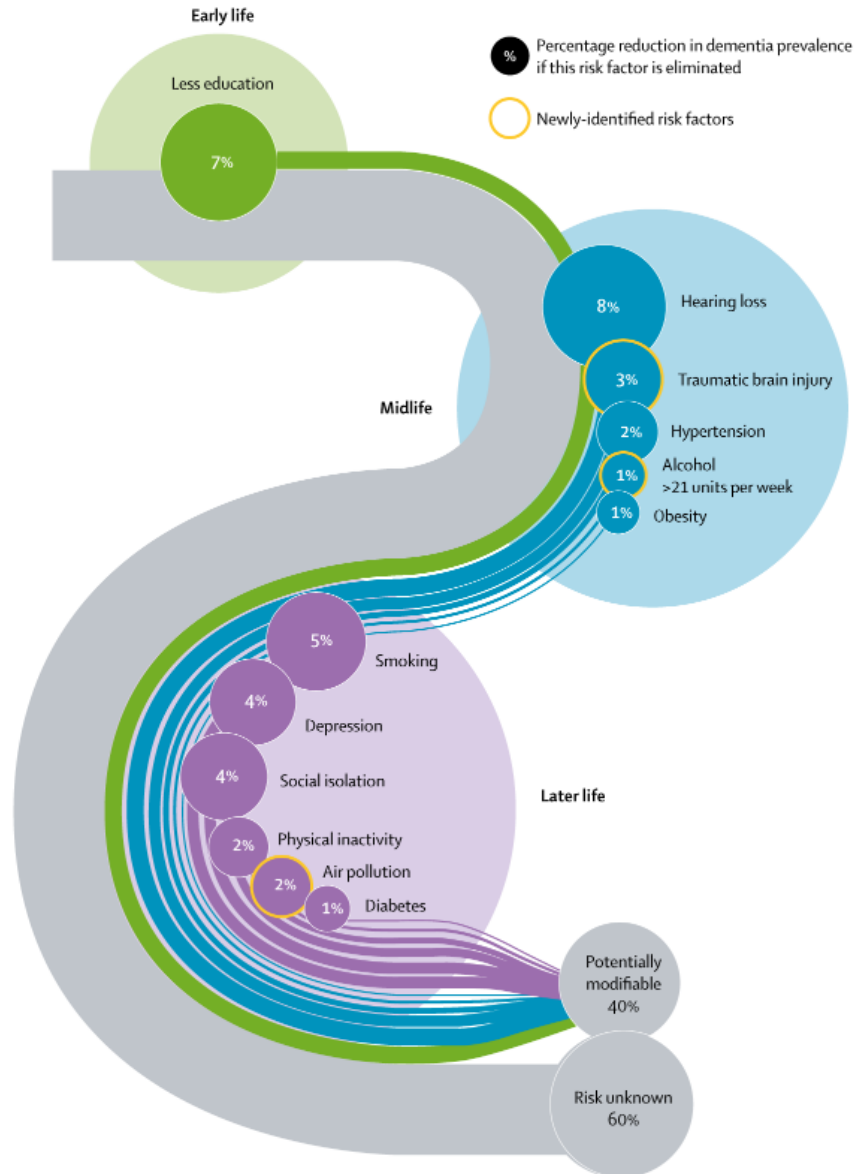 Early life
%
Percentage reduction in dementia prevalence
if this risk factor is eliminated
Newly-identified risk factors
Less education
7%
8%
Hearing loss
3%
Traumatic brain injury
Midlife
2%
Hypertension
1%
Alcohol
>21 units per week
1%
Obesity
5%
Smoking
4%
Depression
4%
Social isolation
Later life
2%
Physical inactivity
2%
Air pollution
1%
Diabetes
Potentially
modifiable
40%
Risk unknown
60%